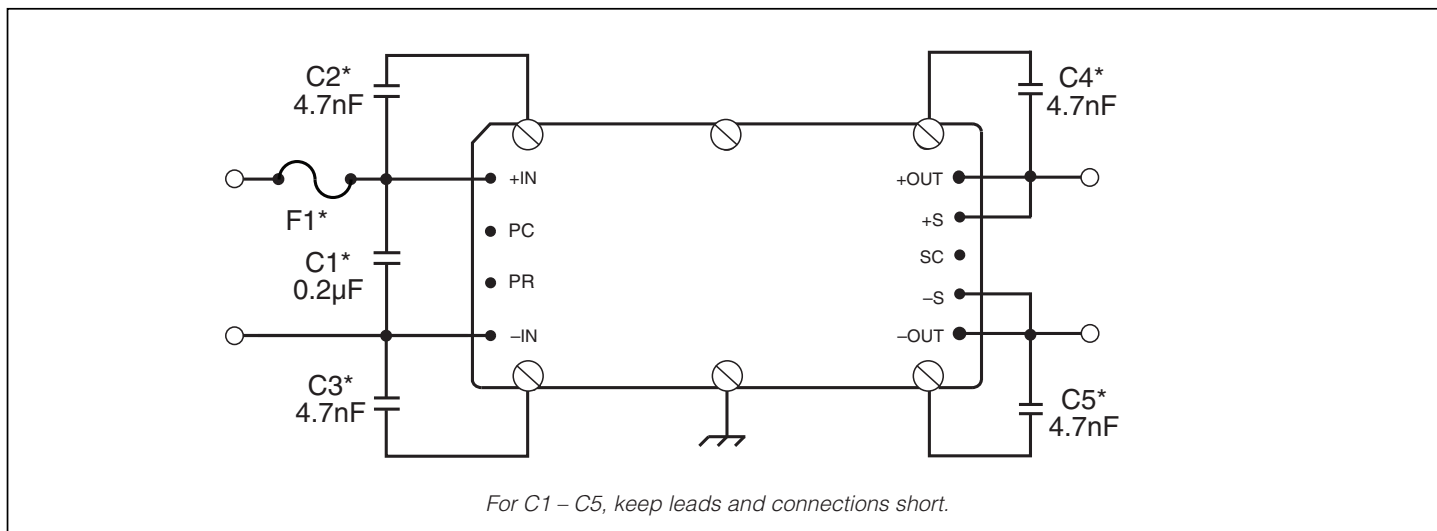 C2*
4.7nF
C4*
4.7nF
+IN
+OUT
F1*
+S
PC
C1*
0.2µF
SC
PR
–S
–IN
–OUT
C3*
4.7nF
C5*
4.7nF
For C1 – C5, keep leads and connections short.